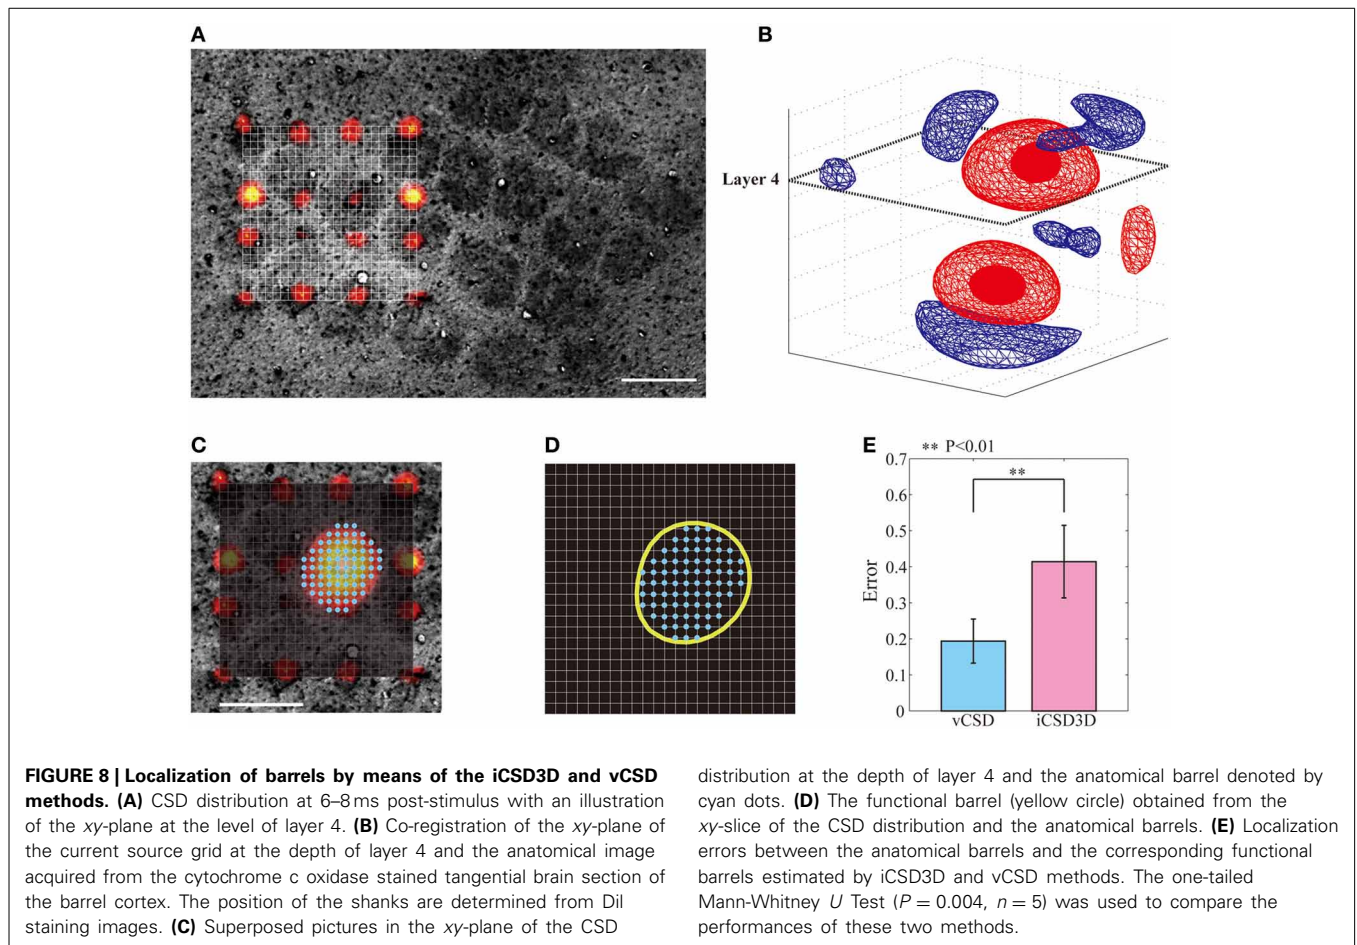 A
B
Layer 4
C
D
E
** P<0.01
**
0.7
0.6
0.5
0.4
0.3
0.2
0.1
0
Error
vCSD
iCSD3D
FIGURE 8 | Localization of barrels by means of the iCSD3D and vCSD
methods. (A) CSD distribution at 6–8 ms post-stimulus with an illustration
of the xy-plane at the level of layer 4. (B) Co-registration of the xy-plane of
the current source grid at the depth of layer 4 and the anatomical image
acquired from the cytochrome c oxidase stained tangential brain section of
the barrel cortex. The position of the shanks are determined from DiI
staining images. (C) Superposed pictures in the xy-plane of the CSD
distribution at the depth of layer 4 and the anatomical barrel denoted by
cyan dots. (D) The functional barrel (yellow circle) obtained from the
xy-slice of the CSD distribution and the anatomical barrels. (E) Localization
errors between the anatomical barrels and the corresponding functional
barrels estimated by iCSD3D and vCSD methods. The one-tailed
Mann-Whitney U Test (P = 0.004, n = 5) was used to compare the
performances of these two methods.